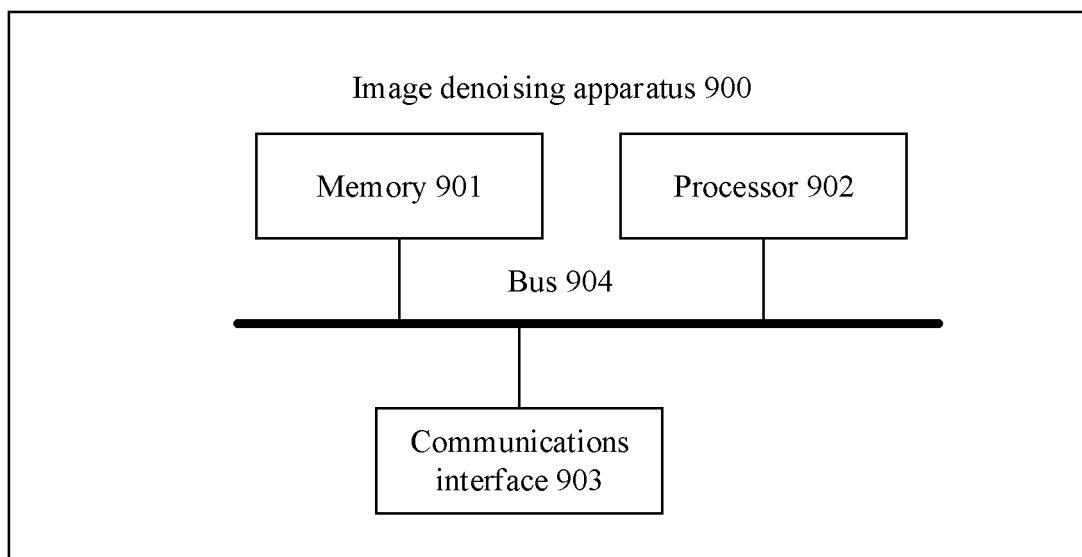 Image denoising apparatus 900
Memory 901
Processor 902
Bus 904
Communications
interface 903